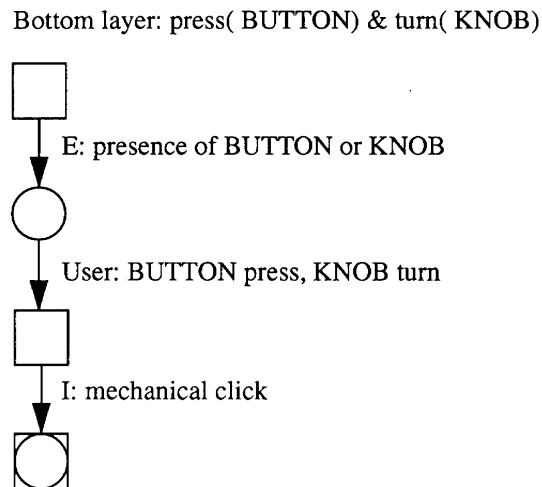 Bottom layer: press( BUTTON) & turn( KNOB)
E: presence of BUTTON or KNOB
User: BUTTON press, KNOB turn
I: mechanical click